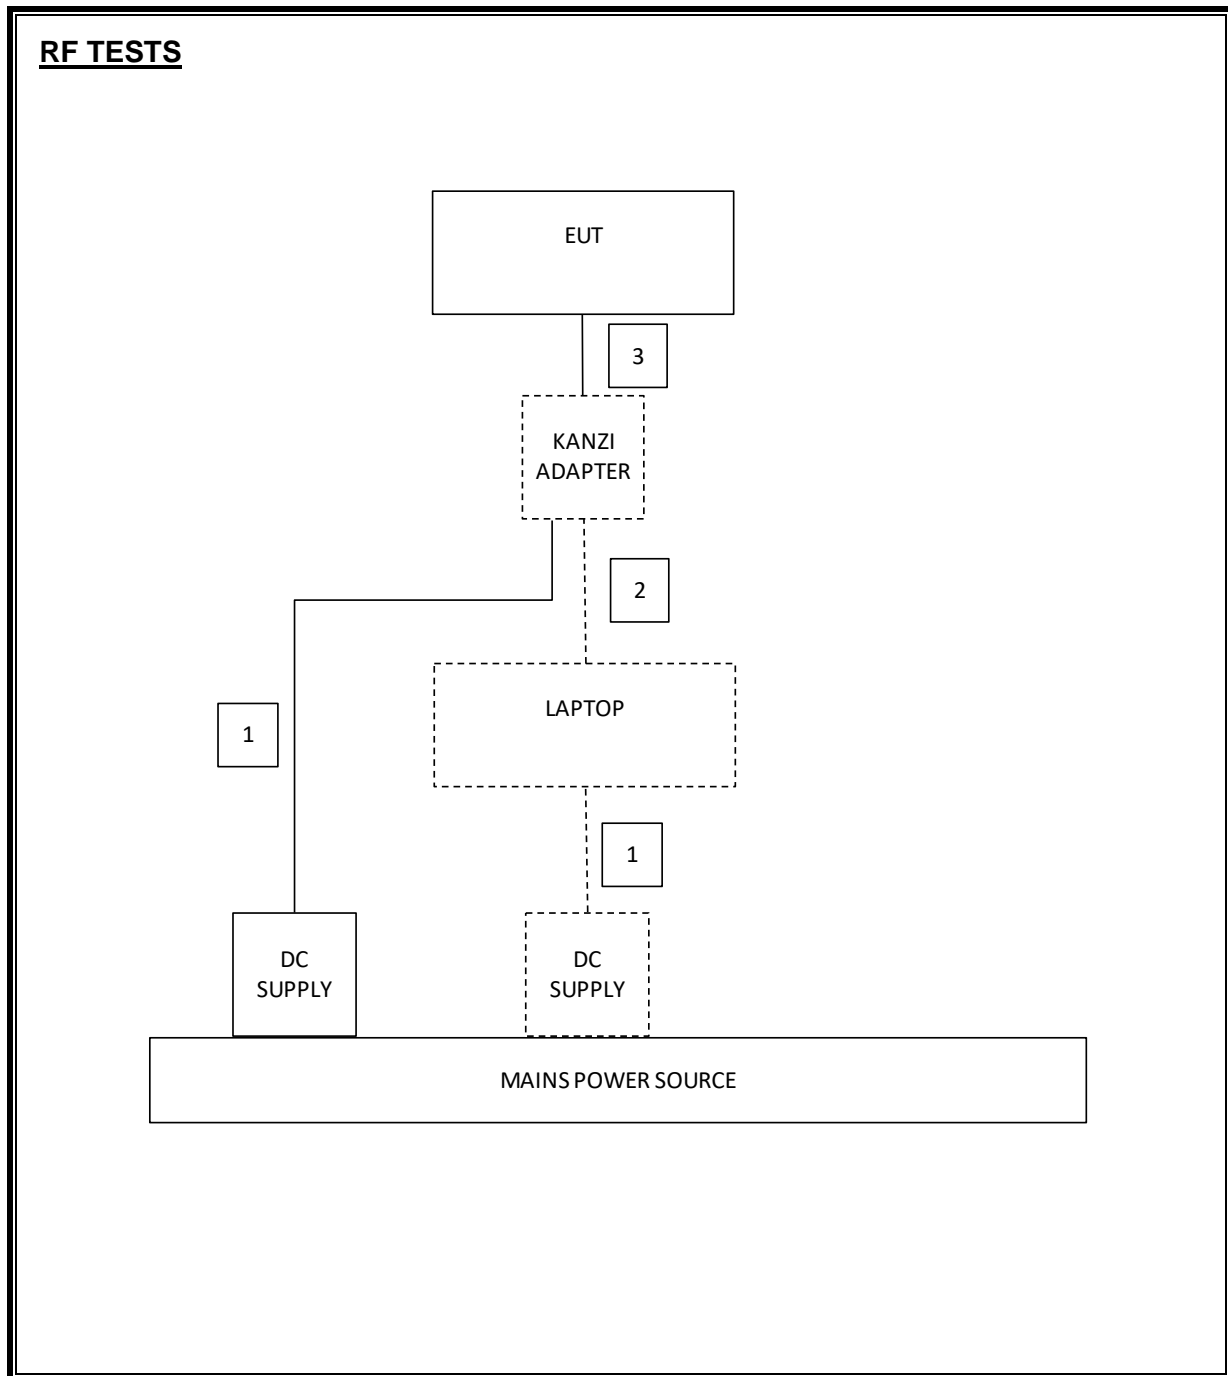 RF TESTS
EUT
3
KANZI
ADAPTER
2
LAPTOP
1
1
DC
SUPPLY
DC
SUPPLY
MAINS POWER SOURCE